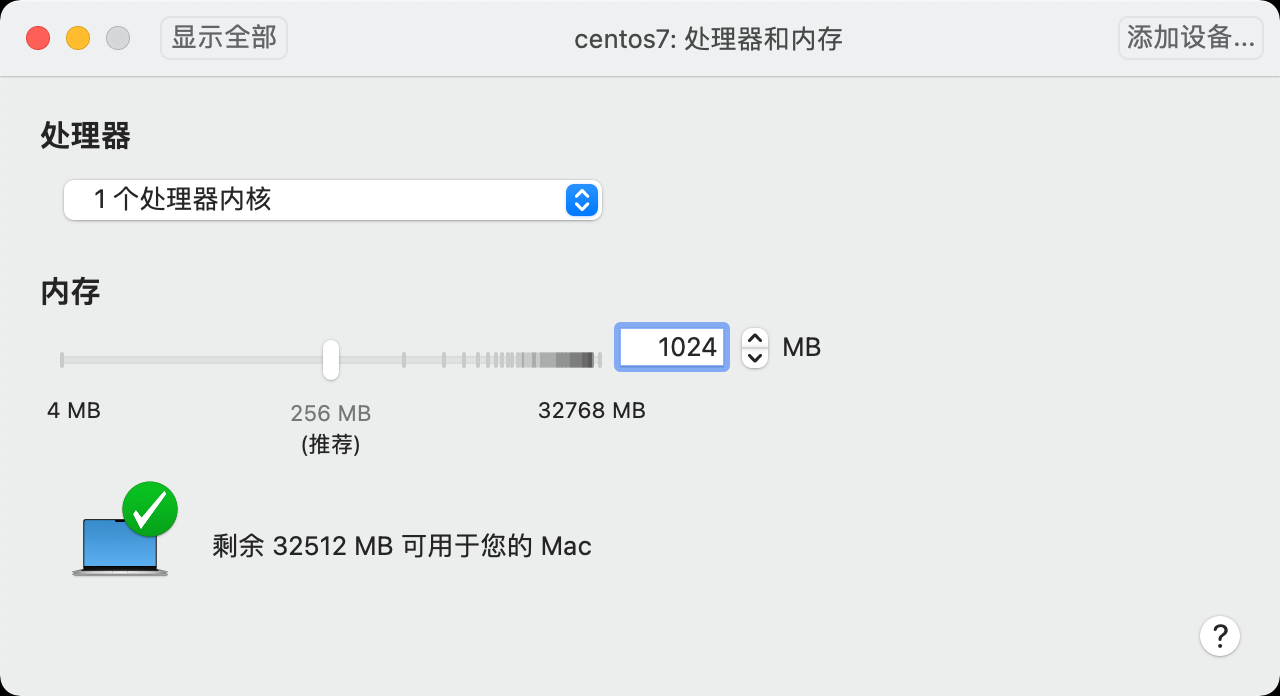 显示全部
centos7: 处理器和内存
添加设备...
处理器
1 个处理器内核
内存
1024
MB
4 MB
256 MB
32768 MB
(推荐)
剩余 32512 MB 可用于您的 Mac
?